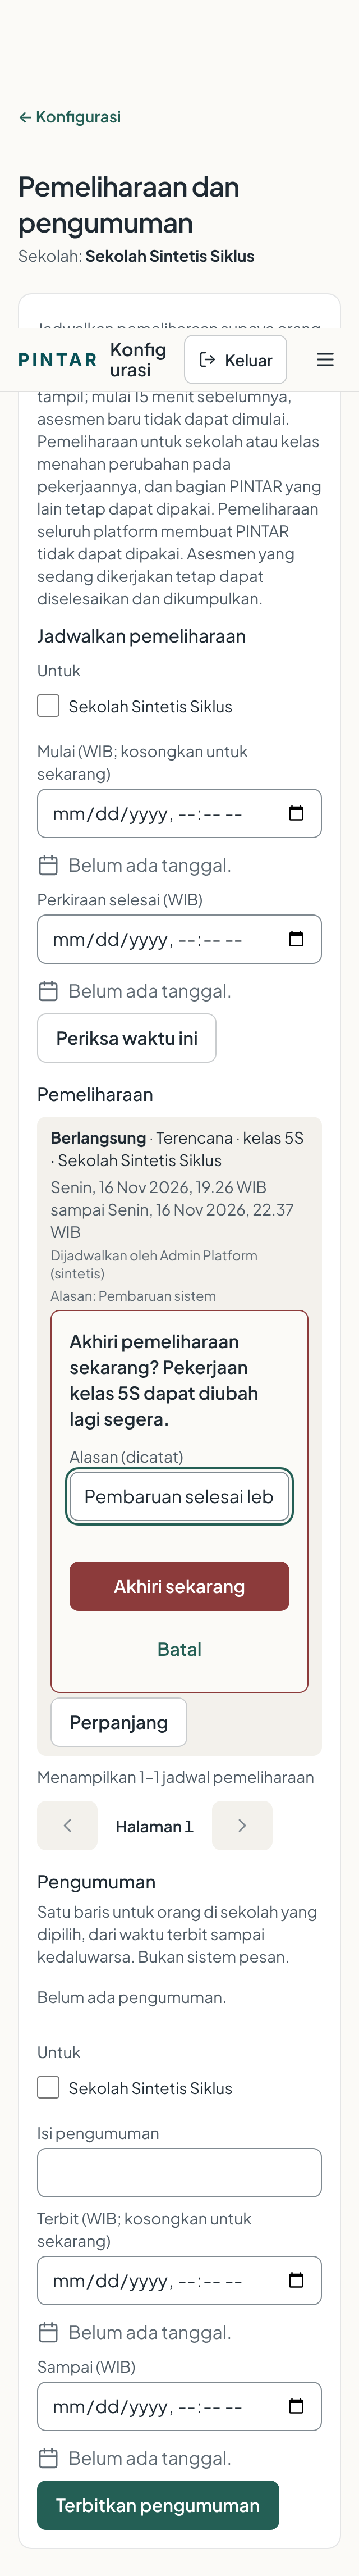 ← Konfigurasi
Pemeliharaan dan
pengumuman
Sekolah: Sekolah Sintetis Siklus
PINTAR
Konfig
urasi
Keluar
tampil; mulai 15 menit sebelumnya,
asesmen baru tidak dapat dimulai.
Pemeliharaan untuk sekolah atau kelas
menahan perubahan pada
pekerjaannya, dan bagian PINTAR yang
lain tetap dapat dipakai. Pemeliharaan
seluruh platform membuat PINTAR
tidak dapat dipakai. Asesmen yang
sedang dikerjakan tetap dapat
diselesaikan dan dikumpulkan.
Jadwalkan pemeliharaan
Untuk
Sekolah Sintetis Siklus
Mulai (WIB; kosongkan untuk
sekarang)
mm/dd/yyyy, --:-- --
Belum ada tanggal.
Perkiraan selesai (WIB)
mm/dd/yyyy, --:-- --
Belum ada tanggal.
Periksa waktu ini
Pemeliharaan
Berlangsung · Terencana · kelas 5S
· Sekolah Sintetis Siklus
Senin, 16 Nov 2026, 19.26 WIB
sampai Senin, 16 Nov 2026, 22.37
WIB
Dijadwalkan oleh Admin Platform
(sintetis)
Alasan: Pembaruan sistem
Akhiri pemeliharaan
sekarang? Pekerjaan
kelas 5S dapat diubah
lagi segera.
Alasan (dicatat)
Pembaruan selesai leb
Akhiri sekarang
Batal
Perpanjang
Menampilkan 1–1 jadwal pemeliharaan
Halaman 1
Pengumuman
Satu baris untuk orang di sekolah yang
dipilih, dari waktu terbit sampai
kedaluwarsa. Bukan sistem pesan.
Belum ada pengumuman.
Untuk
Sekolah Sintetis Siklus
Isi pengumuman
Terbit (WIB; kosongkan untuk
sekarang)
mm/dd/yyyy, --:-- --
Belum ada tanggal.
Sampai (WIB)
mm/dd/yyyy, --:-- --
Belum ada tanggal.
Terbitkan pengumuman